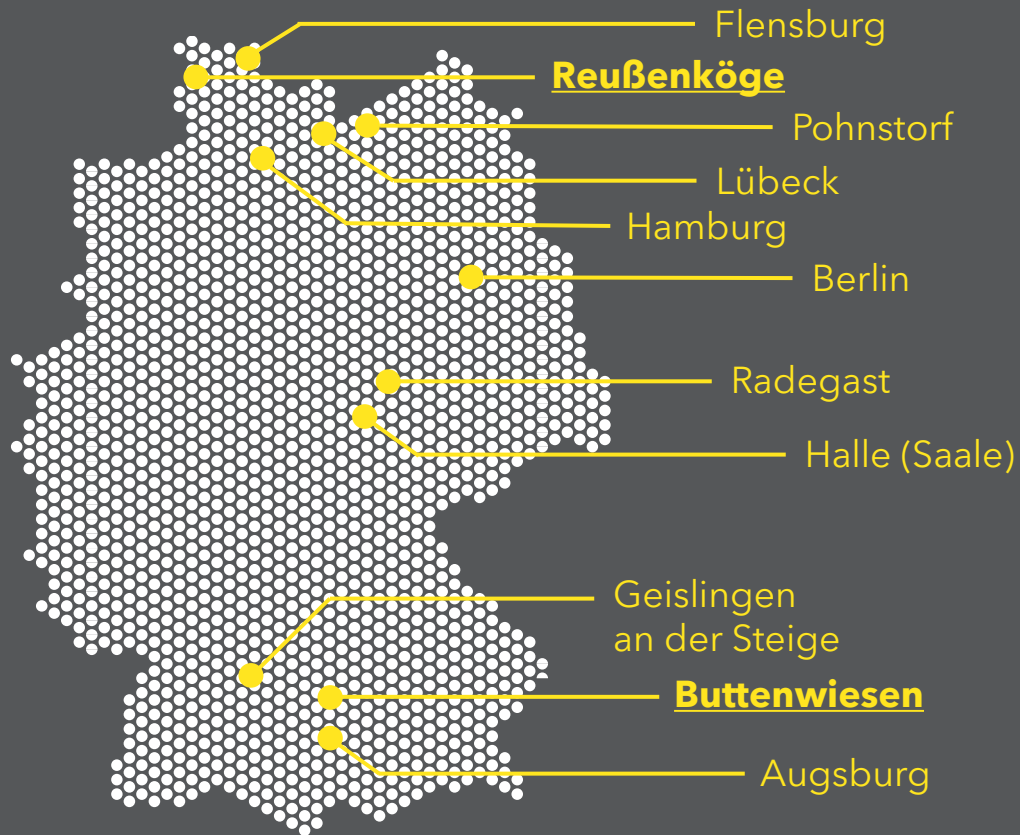 Flensburg
Reußenköge
Pohnstorf
Lübeck
Hamburg
Berlin
Radegast
Halle (Saale)
Geislingen
an der Steige
Buttenwiesen
Augsburg